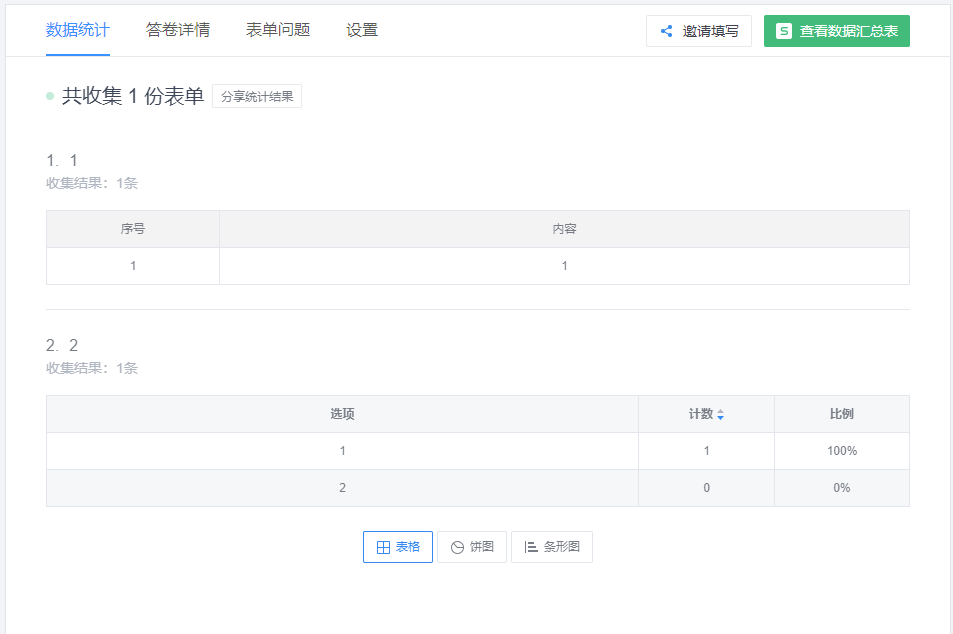 数据统计 答卷详情 表单问题 设置 邀请填写 S 查看数据汇总表
共收集 1 份表单 分享统计结果
1. 1
收集结果：1条
序号 内容
1 1
2. 2
收集结果：1条
选项 计数 比例
1 1 100%
2 0 0%
表格 饼图 条形图